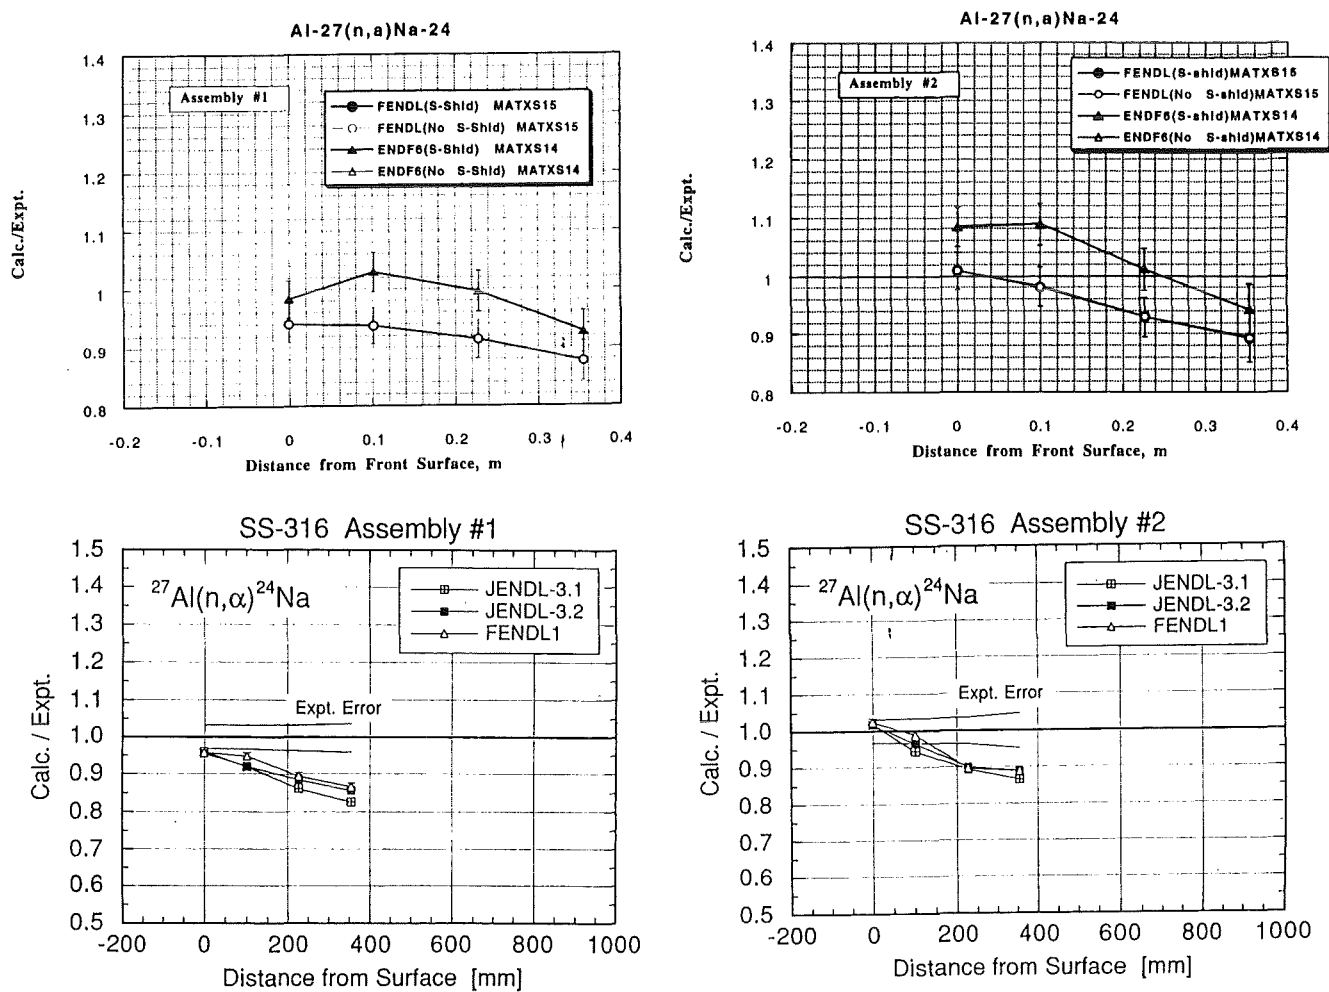 Al-27(n,a)Na-24
1.4
1.3
1.2
1.1
1
0.9
0.8
Calc./Expt.
Assembly #1
FENDL(S-Shld) MATXS15
FENDL(No S-Shld) MATXS15
ENDF6(S-Shld) MATXS14
ENDF6(No S-Shld) MATXS14
-0.2 -0.1 0 0.1 0.2 0.3 0.4
Distance from Front Surface, m
Al-27(n,a)Na-24
1.4
1.3
1.2
1.1
1
0.9
0.8
Calc./Expt.
Assembly #2
FENDL(S-shld)MATXS15
FENDL(No S-shld)MATXS15
ENDF6(S-shld)MATXS14
ENDF6(No S-shld)MATXS14
-0.2 -0.1 0 0.1 0.2 0.3 0.4
Distance from Front Surface, m
SS-316 Assembly #1
1.5
1.4
1.3
1.2
1.1
1.0
0.9
0.8
0.7
0.6
0.5
Calc. / Expt.
²⁷Al(n,α)²⁴Na
JENDL-3.1
JENDL-3.2
FENDL1
Expt. Error
-200 0 200 400 600 800 1000
Distance from Surface [mm]
SS-316 Assembly #2
1.5
1.4
1.3
1.2
1.1
1.0
0.9
0.8
0.7
0.6
0.5
Calc. / Expt.
²⁷Al(n,α)²⁴Na
JENDL-3.1
JENDL-3.2
FENDL1
Expt. Error
-200 0 200 400 600 800 1000
Distance from Surface [mm]